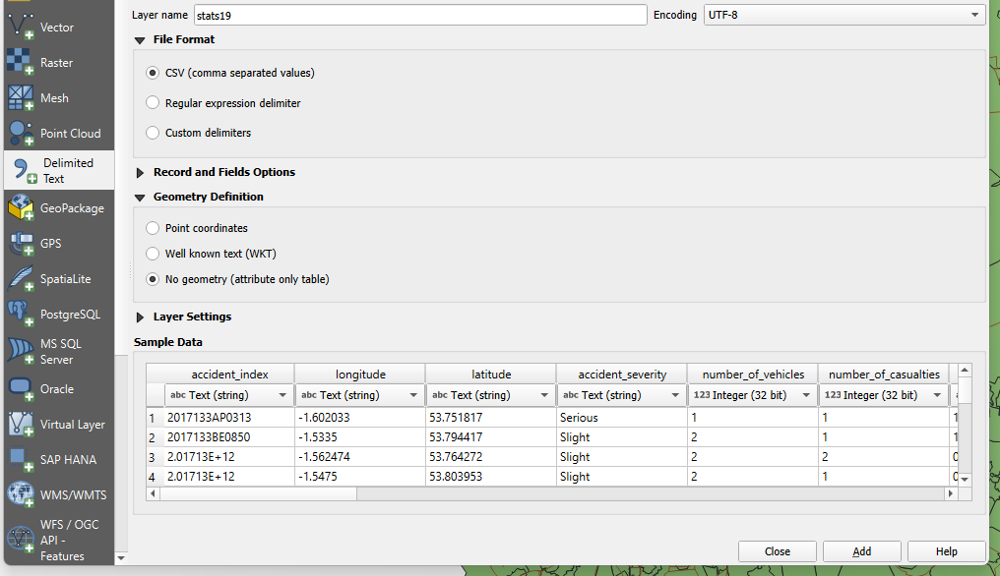 Layer name stats19 Encoding UTF-8
File Format
CSV (comma separated values)
Regular expression delimiter
Custom delimiters
Record and Fields Options
Geometry Definition
Point coordinates
Well known text (WKT)
No geometry (attribute only table)
Layer Settings
Sample Data
accident_index longitude latitude accident_severity number_of_vehicles number_of_casualties
abc Text (string) abc Text (string) abc Text (string) abc Text (string) 123 Integer (32 bit) 123 Integer (32 bit)
1 2017133AP0313 -1.602033 53.751817 Serious 1 1 1
2 2017133BE0850 -1.5335 53.794417 Slight 2 1 1
3 2.01713E+12 -1.562474 53.764272 Slight 2 2 0
4 2.01713E+12 -1.5475 53.803953 Slight 2 1 0
Close Add Help
Vector
Raster
Mesh
Point Cloud
Delimited
Text
GeoPackage
GPS
SpatiaLite
PostgreSQL
MS SQL
Server
Oracle
Virtual Layer
SAP HANA
WMS/WMTS
WFS / OGC
API -
Features